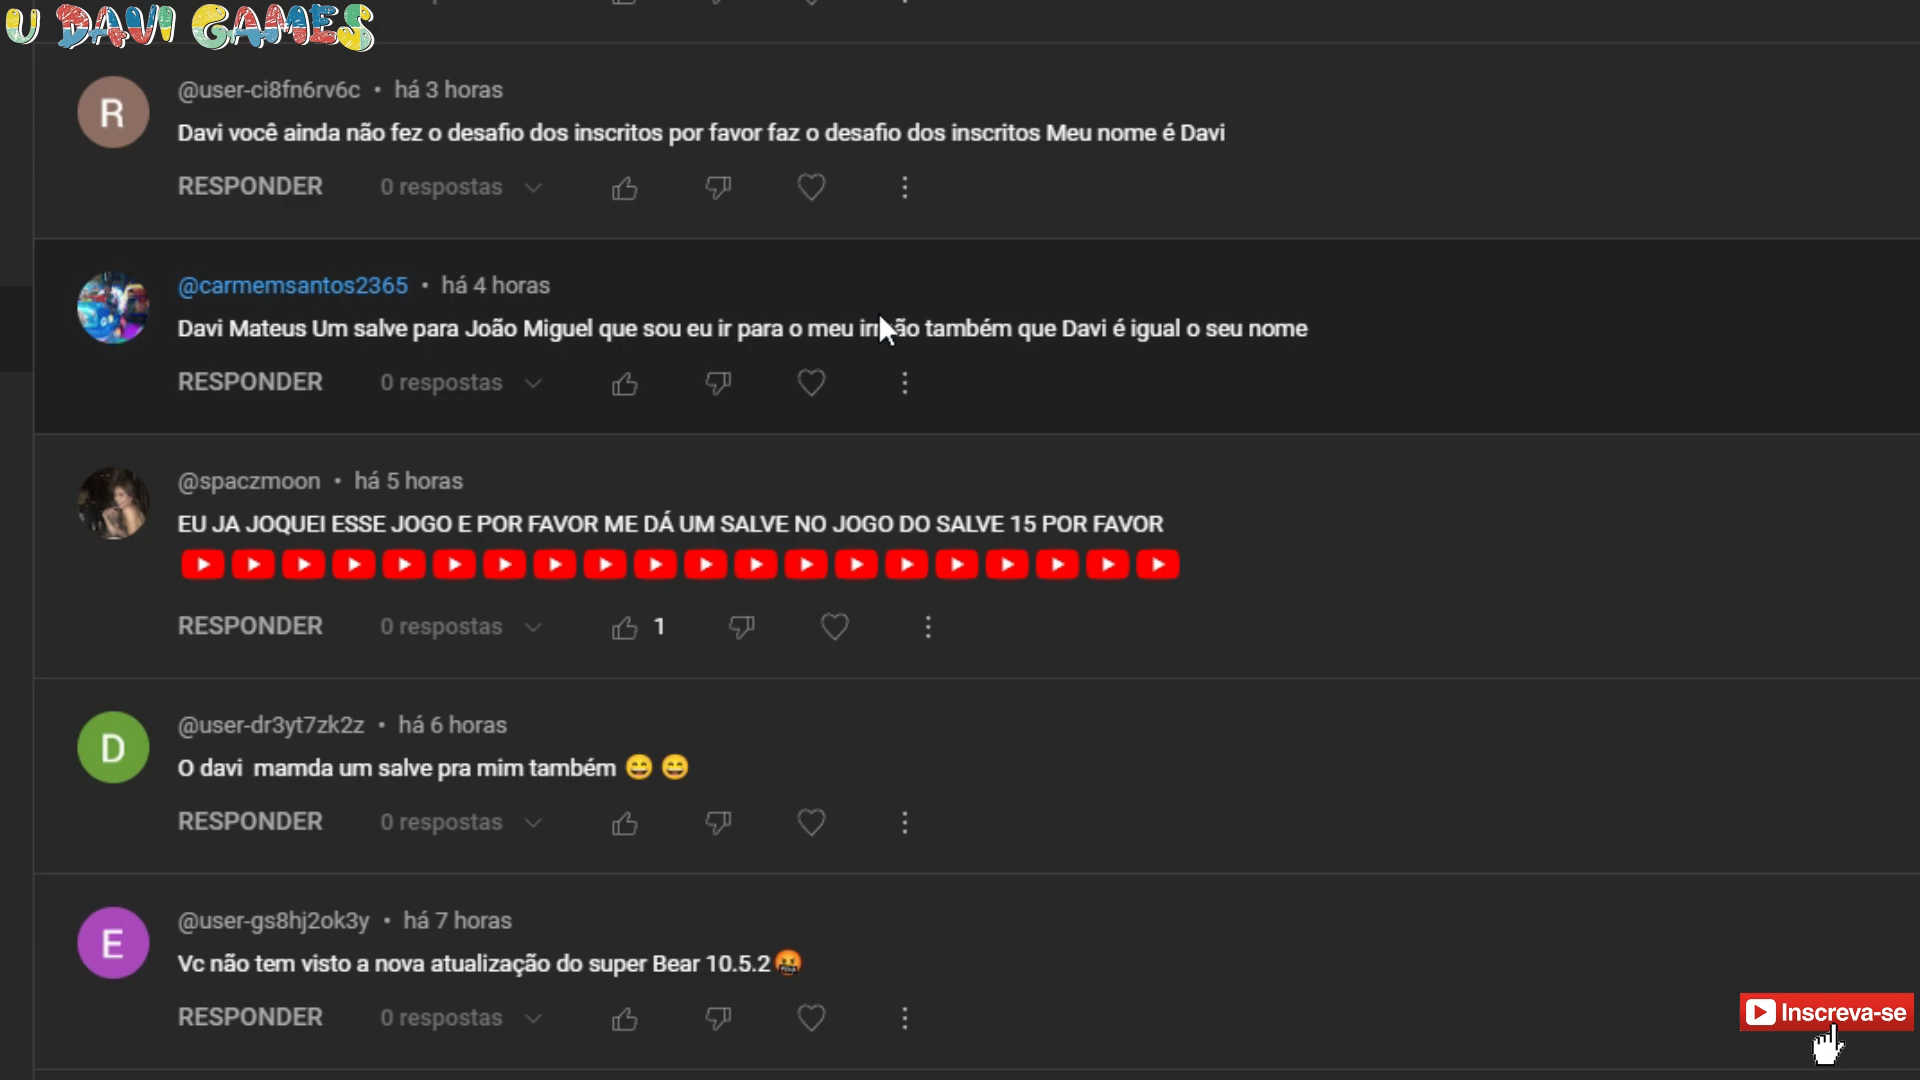 U DAVI GAMES
R
@user-ci8fn6rv6c • há 3 horas
Davi você ainda não fez o desafio dos inscritos por favor faz o desafio dos inscritos Meu nome é Davi
RESPONDER 0 respostas
@carmemsantos2365 • há 4 horas
Davi Mateus Um salve para João Miguel que sou eu ir para o meu irmão também que Davi é igual o seu nome
RESPONDER 0 respostas
@spaczmoon • há 5 horas
EU JA JOQUEI ESSE JOGO E POR FAVOR ME DÁ UM SALVE NO JOGO DO SALVE 15 POR FAVOR
RESPONDER 0 respostas 1
D
@user-dr3yt7zk2z • há 6 horas
O davi mamda um salve pra mim também 😄 😄
RESPONDER 0 respostas
E
@user-gs8hj2ok3y • há 7 horas
Vc não tem visto a nova atualização do super Bear 10.5.2🤬
RESPONDER 0 respostas
Inscreva-se